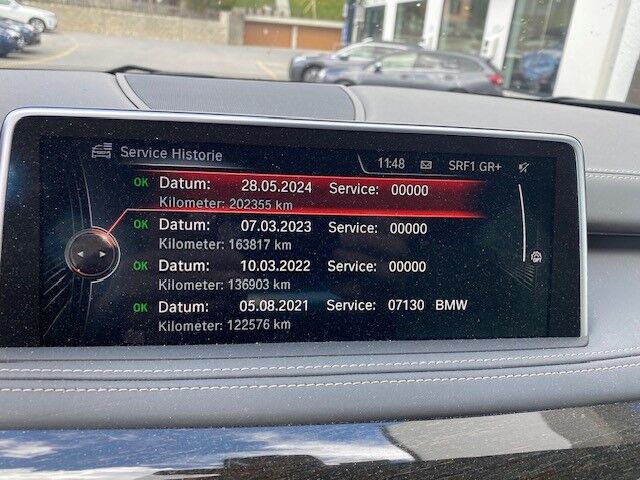 Service Historie 11:48 SRF1 GR+
OK Datum: 28.05.2024 Service: 00000
Kilometer: 202355 km
OK Datum: 07.03.2023 Service: 00000
Kilometer: 163817 km
OK Datum: 10.03.2022 Service: 00000
Kilometer: 136903 km
OK Datum: 05.08.2021 Service: 07130 BMW
Kilometer: 122576 km